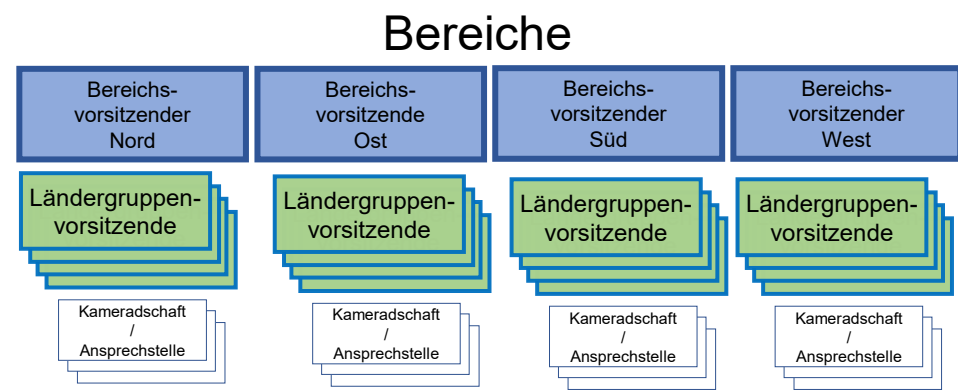 Bereiche
Bereichs-
vorsitzender
Nord
Bereichs-
vorsitzende
Ost
Bereichs-
vorsitzender
Süd
Bereichs-
vorsitzender
West
Ländergruppen-
vorsitzende
Ländergruppen-
vorsitzende
Ländergruppen-
vorsitzende
Ländergruppen-
vorsitzende
Kameradschaft
/
Ansprechstelle
Kameradschaft
/
Ansprechstelle
Kameradschaft
/
Ansprechstelle
Kameradschaft
/
Ansprechstelle